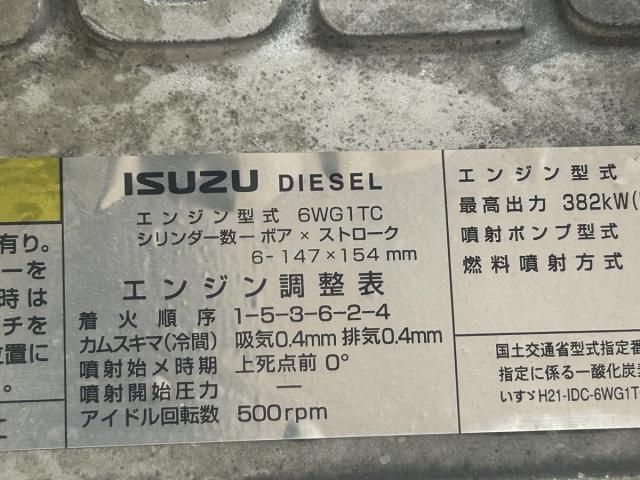 有り。
ーを
時は
チを
位置に
。
ISUZU DIESEL
エンジン型式 6WG1TC
シリンダー数ーボア×ストローク
6-147×154mm
エンジン調整表
着火順序 1-5-3-6-2-4
カムスキマ(冷間) 吸気0.4mm 排気0.4mm
噴射始メ時期 上死点前 0°
噴射開始圧力 ―
アイドル回転数 500rpm
エンジン型式
最高出力 382kW(
噴射ポンプ型式
燃料噴射方式
国土交通省型式指定番
指定に係る一酸化炭素
いすゞH21-IDC-6WG1T